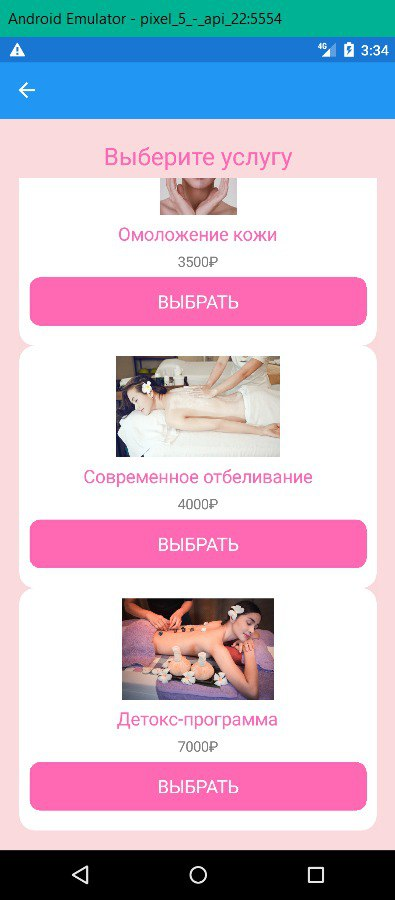 Android Emulator - pixel_5_-_api_22:5554
4G 3:34
Выберите услугу
Омоложение кожи
3500₽
ВЫБРАТЬ
Современное отбеливание
4000₽
ВЫБРАТЬ
Детокс-программа
7000₽
ВЫБРАТЬ